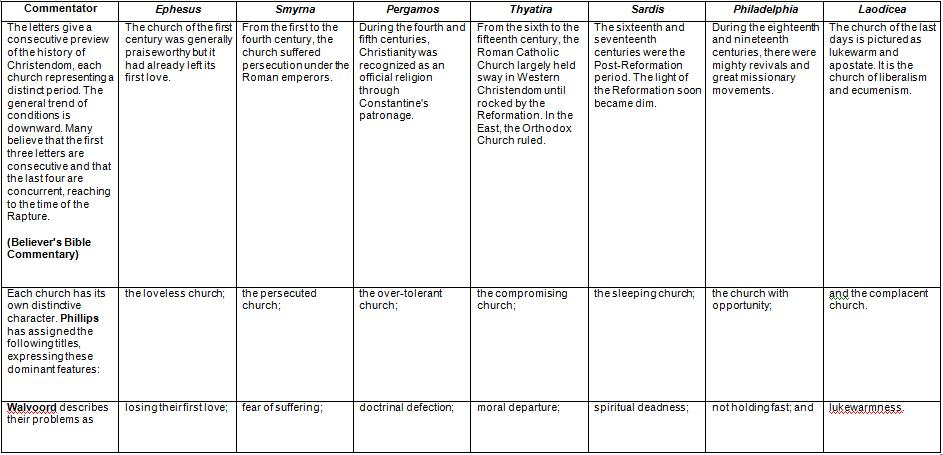 Commentator
Ephesus
Smyrna
Pergamos
Thyatira
Sardis
Philadelphia
Laodicea
The letters give a
consecutive preview
of the history of
Christendom, each
church representing a
distinct period. The
general trend of
conditions is
downward. Many
believe that the first
three letters are
consecutive and that
the last four are
concurrent, reaching
to the time of the
Rapture.
(Believer's Bible
Commentary)
The church of the first
century was generally
praiseworthy but it
had already left its
first love.
From the first to the
fourth century, the
church suffered
persecution under the
Roman emperors.
During the fourth and
fifth centuries,
Christianity was
recognized as an
official religion
through
Constantine's
patronage.
From the sixth to the
fifteenth century, the
Roman Catholic
Church largely held
sway in Western
Christendom until
rocked by the
Reformation. In the
East, the Orthodox
Church ruled.
The sixteenth and
seventeenth
centuries were the
Post-Reformation
period. The light of
the Reformation soon
became dim.
During the eighteenth
and nineteenth
centuries, there were
mighty revivals and
great missionary
movements.
The church of the last
days is pictured as
lukewarm and
apostate. It is the
church of liberalism
and ecumenism.
Each church has its
own distinctive
character. Phillips
has assigned the
following titles,
expressing these
dominant features:
the loveless church;
the persecuted
church;
the over-tolerant
church;
the compromising
church;
the sleeping church;
the church with
opportunity;
and the complacent
church.
Walvoord describes
their problems as
losing their first love;
fear of suffering;
doctrinal defection;
moral departure;
spiritual deadness;
not holding fast; and
lukewarmness.